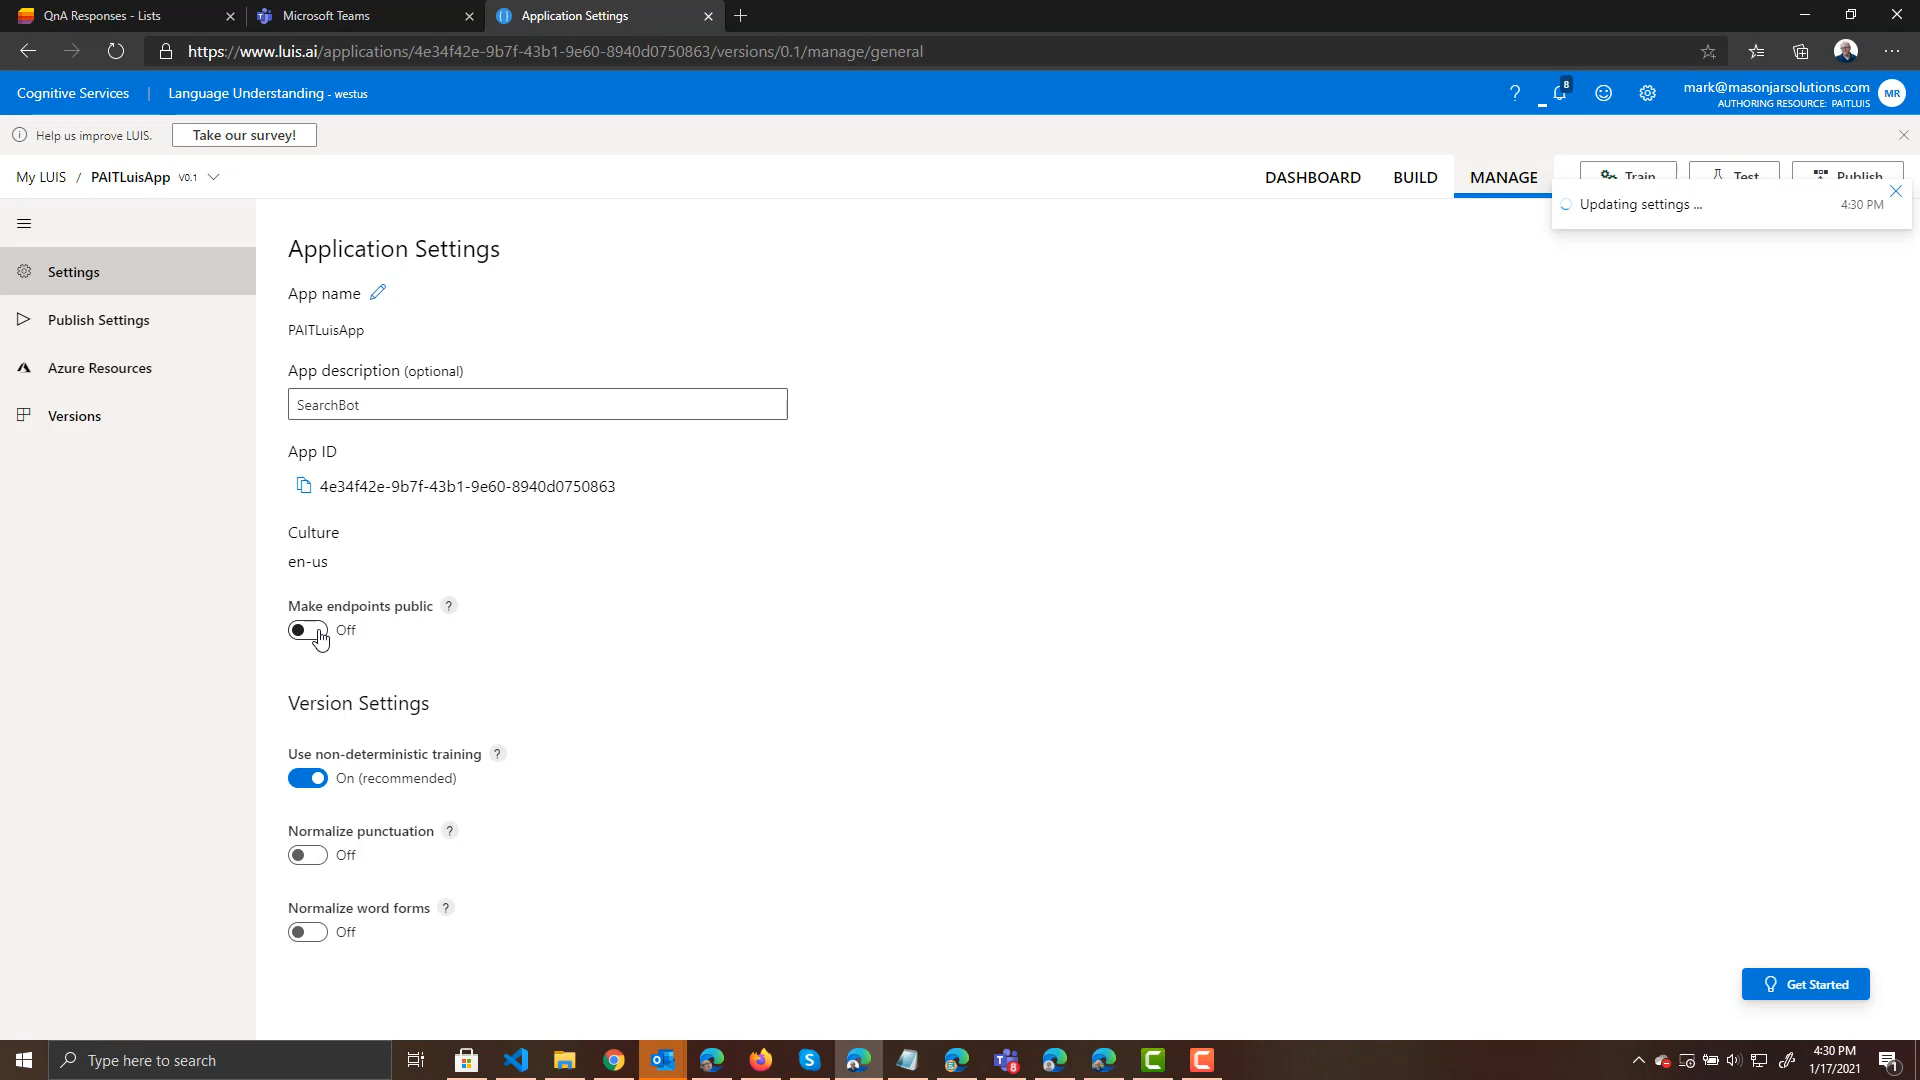 QnA Responses - Lists
Microsoft Teams
Application Settings
https://www.luis.ai/applications/4e34f42e-9b7f-43b1-9e60-8940d0750863/versions/0.1/manage/general
Cognitive Services | Language Understanding - westus
8
mark@masonjarsolutions.com
AUTHORING RESOURCE: PAITLUIS
MR
Help us improve LUIS.
Take our survey!
My LUIS / PAITLuisApp V0.1
DASHBOARD
BUILD
MANAGE
Train
Test
Publish
Updating settings ...
4:30 PM
Settings
Publish Settings
Azure Resources
Versions
Application Settings
App name
PAITLuisApp
App description (optional)
SearchBot
App ID
4e34f42e-9b7f-43b1-9e60-8940d0750863
Culture
en-us
Make endpoints public ?
Off
Version Settings
Use non-deterministic training ?
On (recommended)
Normalize punctuation ?
Off
Normalize word forms ?
Off
Get Started
Type here to search
8
4:30 PM
1/17/2021
1